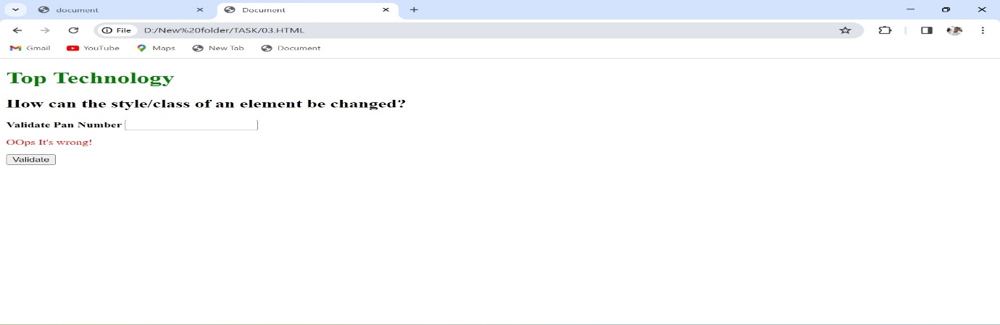 document Document
File D:/New%20folder/TASK/03.HTML
Gmail YouTube Maps New Tab Document
Top Technology
How can the style/class of an element be changed?
Validate Pan Number
OOps It's wrong!
Validate